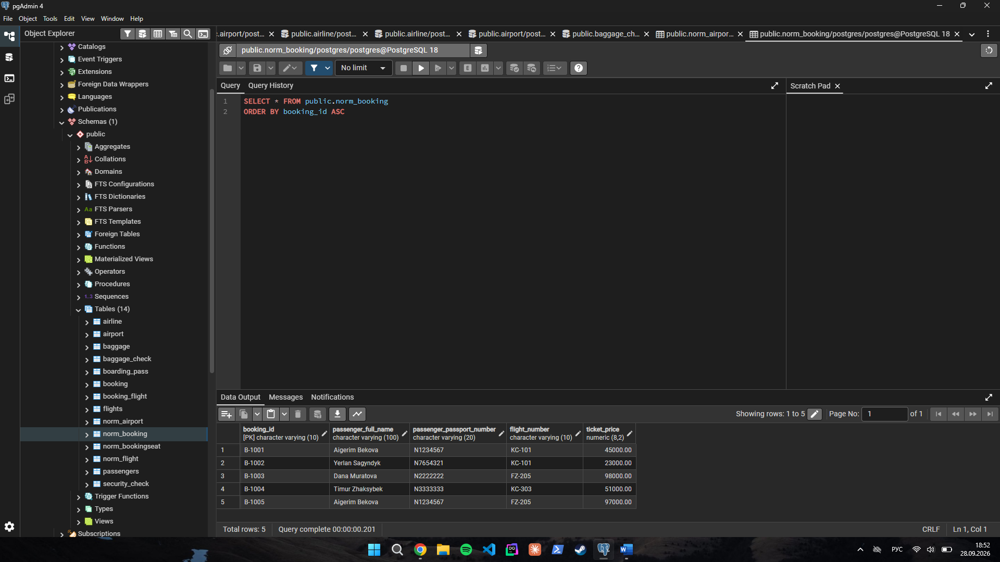 pgAdmin 4
File Object Tools Edit View Window Help
Object Explorer
.airport/post...
public.airline/post...
public.airline/post...
public.airport/post...
public.baggage_ch...
public.norm_airpor...
public.norm_booking/postgres/postgres@PostgreSQL 18
public.norm_booking/postgres/postgres@PostgreSQL 18
No limit
Query Query History
Scratch Pad
1 SELECT * FROM public.norm_booking
2 ORDER BY booking_id ASC
Catalogs
Event Triggers
Extensions
Foreign Data Wrappers
Languages
Publications
Schemas (1)
public
Aggregates
Collations
Domains
FTS Configurations
FTS Dictionaries
FTS Parsers
FTS Templates
Foreign Tables
Functions
Materialized Views
Operators
Procedures
Sequences
Tables (14)
airline
airport
baggage
baggage_check
boarding_pass
booking
booking_flight
flights
norm_airport
norm_booking
norm_bookingseat
norm_flight
passengers
security_check
Trigger Functions
Types
Views
Subscriptions
Data Output Messages Notifications
Showing rows: 1 to 5 Page No: 1 of 1
booking_id passenger_full_name passenger_passport_number flight_number ticket_price
[PK] character varying (10) character varying (100) character varying (20) character varying (10) numeric (8,2)
1 B-1001 Aigerim Bekova N1234567 KC-101 45000.00
2 B-1002 Yerlan Sagyndyk N7654321 KC-101 23000.00
3 B-1003 Dana Muratova N2222222 FZ-205 98000.00
4 B-1004 Timur Zhaksybek N3333333 KC-303 51000.00
5 B-1005 Aigerim Bekova N1234567 FZ-205 97000.00
Total rows: 5 Query complete 00:00:00.201
CRLF Ln 1, Col 1
РУС
18:52
28.09.2026